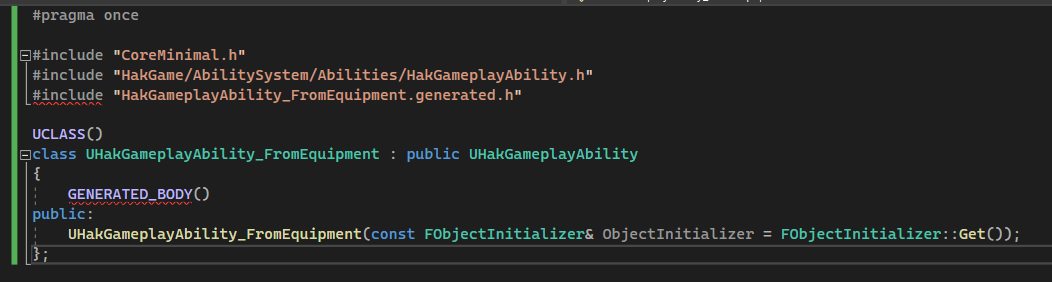 #pragma once
#include "CoreMinimal.h"
#include "HakGame/AbilitySystem/Abilities/HakGameplayAbility.h"
#include "HakGameplayAbility_FromEquipment.generated.h"
UCLASS()
class UHakGameplayAbility_FromEquipment : public UHakGameplayAbility
{
GENERATED_BODY()
public:
UHakGameplayAbility_FromEquipment(const FObjectInitializer& ObjectInitializer = FObjectInitializer::Get());
};